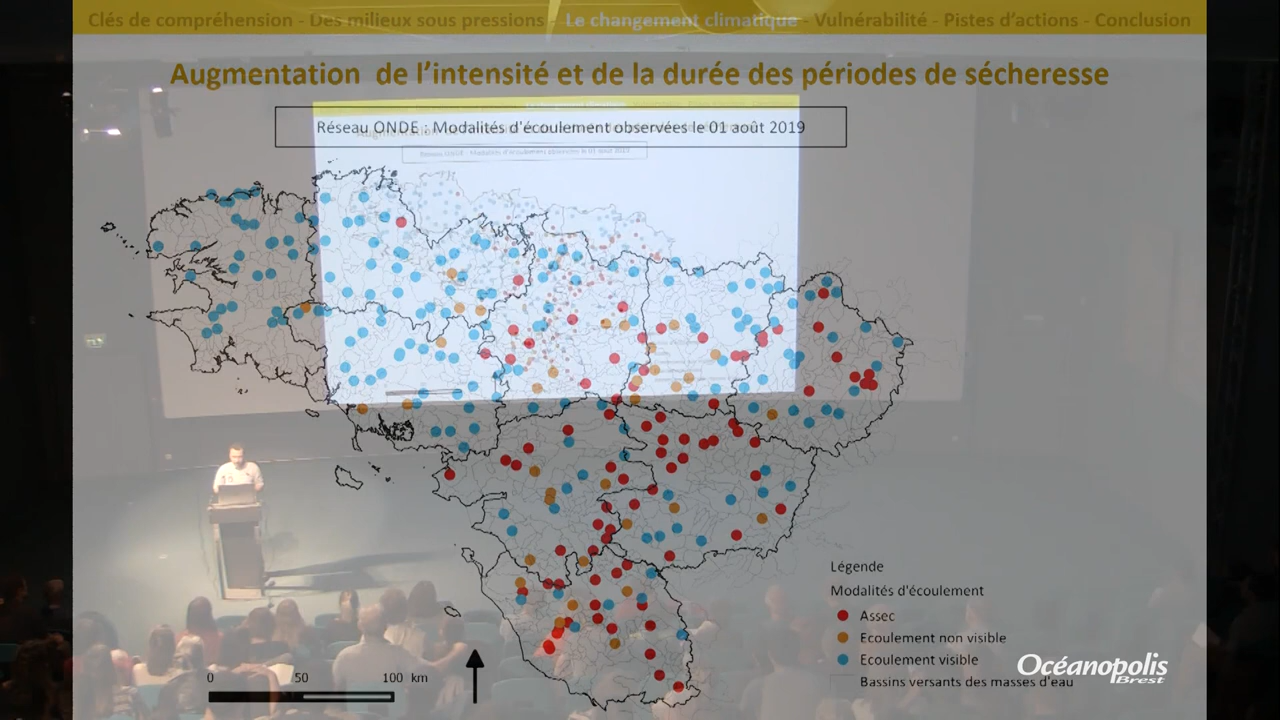 Clés de compréhension - Des milieux sous pressions - Le changement climatique - Vulnérabilité - Pistes d'actions - Conclusion
Augmentation de l'intensité et de la durée des périodes de sécheresse
Réseau ONDE - Modalités d'écoulement observées le 01 août 2019
Légende
Modalités d'écoulement
Assec
Ecoulement non visible
Ecoulement visible
Bassins versants des masses d'eau
0 50 100 km
Océanopolis
Brest